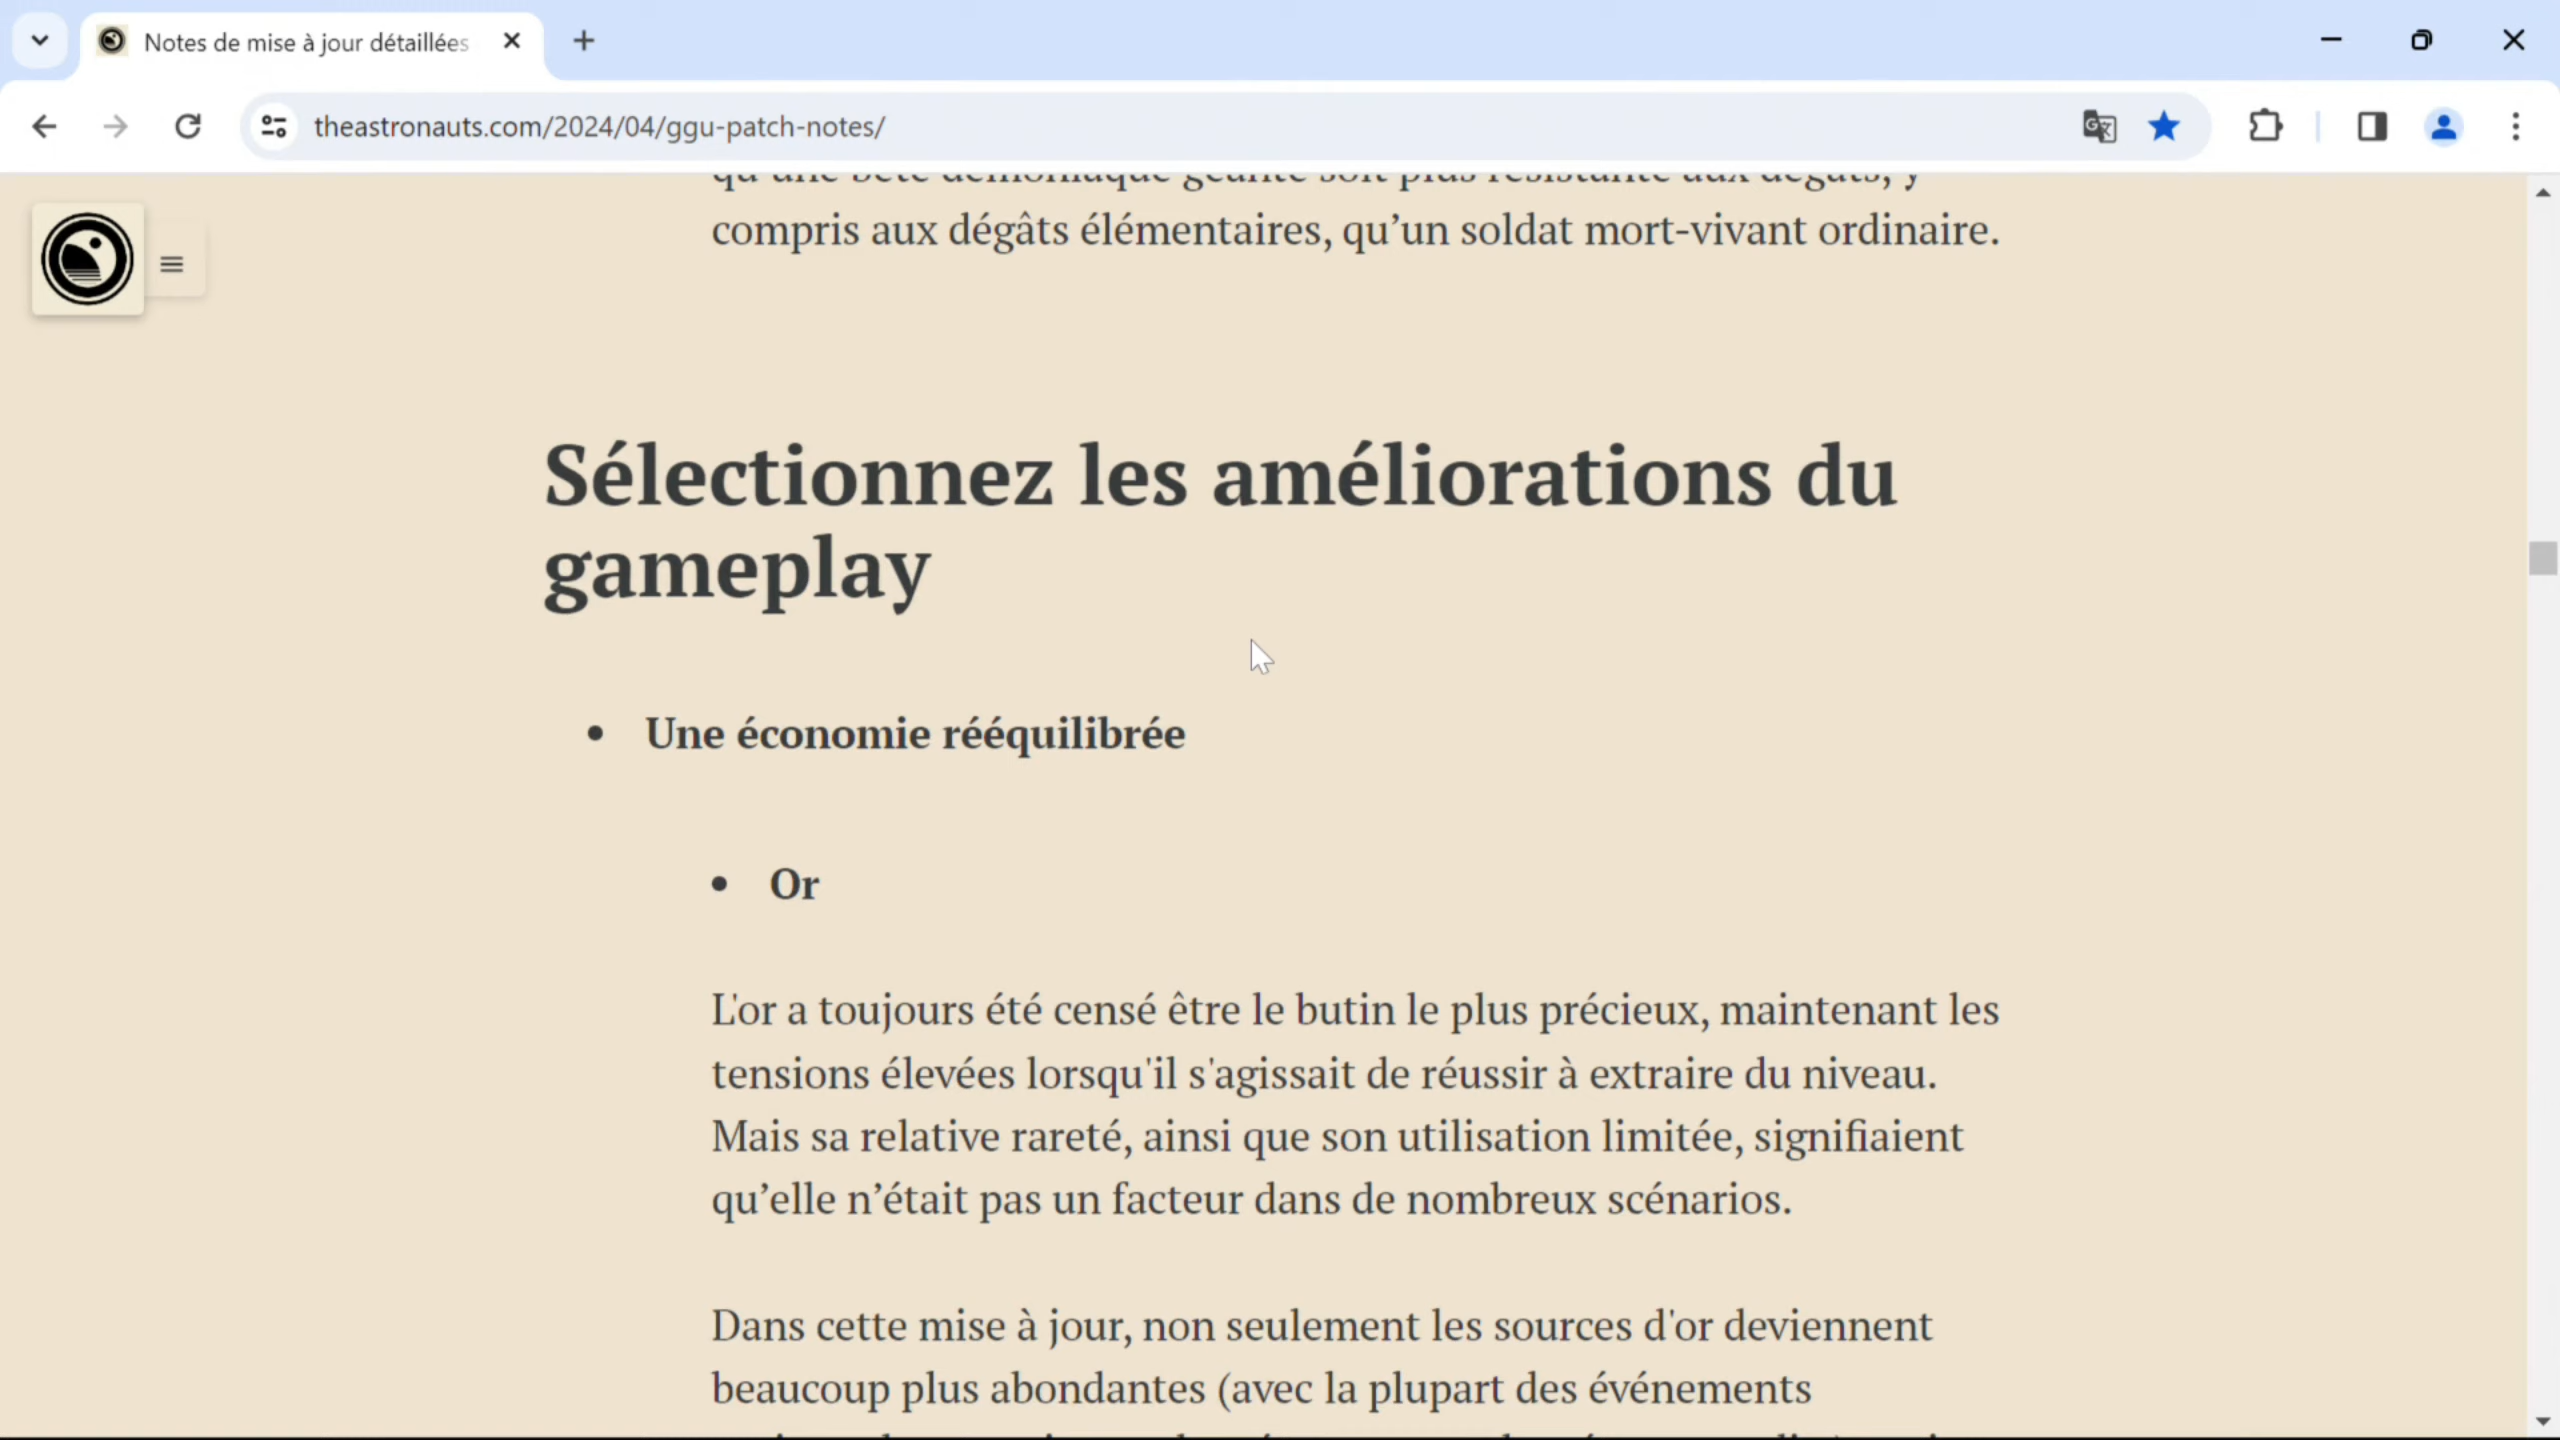 Notes de mise à jour détaillées
theastronauts.com/2024/04/ggu-patch-notes/
qu'une bête démoniaque géante soit plus résistante aux dégâts, y
compris aux dégâts élémentaires, qu’un soldat mort-vivant ordinaire.
Sélectionnez les améliorations du
gameplay
• Une économie rééquilibrée
• Or
L'or a toujours été censé être le butin le plus précieux, maintenant les
tensions élevées lorsqu'il s'agissait de réussir à extraire du niveau.
Mais sa relative rareté, ainsi que son utilisation limitée, signifiaient
qu’elle n’était pas un facteur dans de nombreux scénarios.
Dans cette mise à jour, non seulement les sources d'or deviennent
beaucoup plus abondantes (avec la plupart des événements